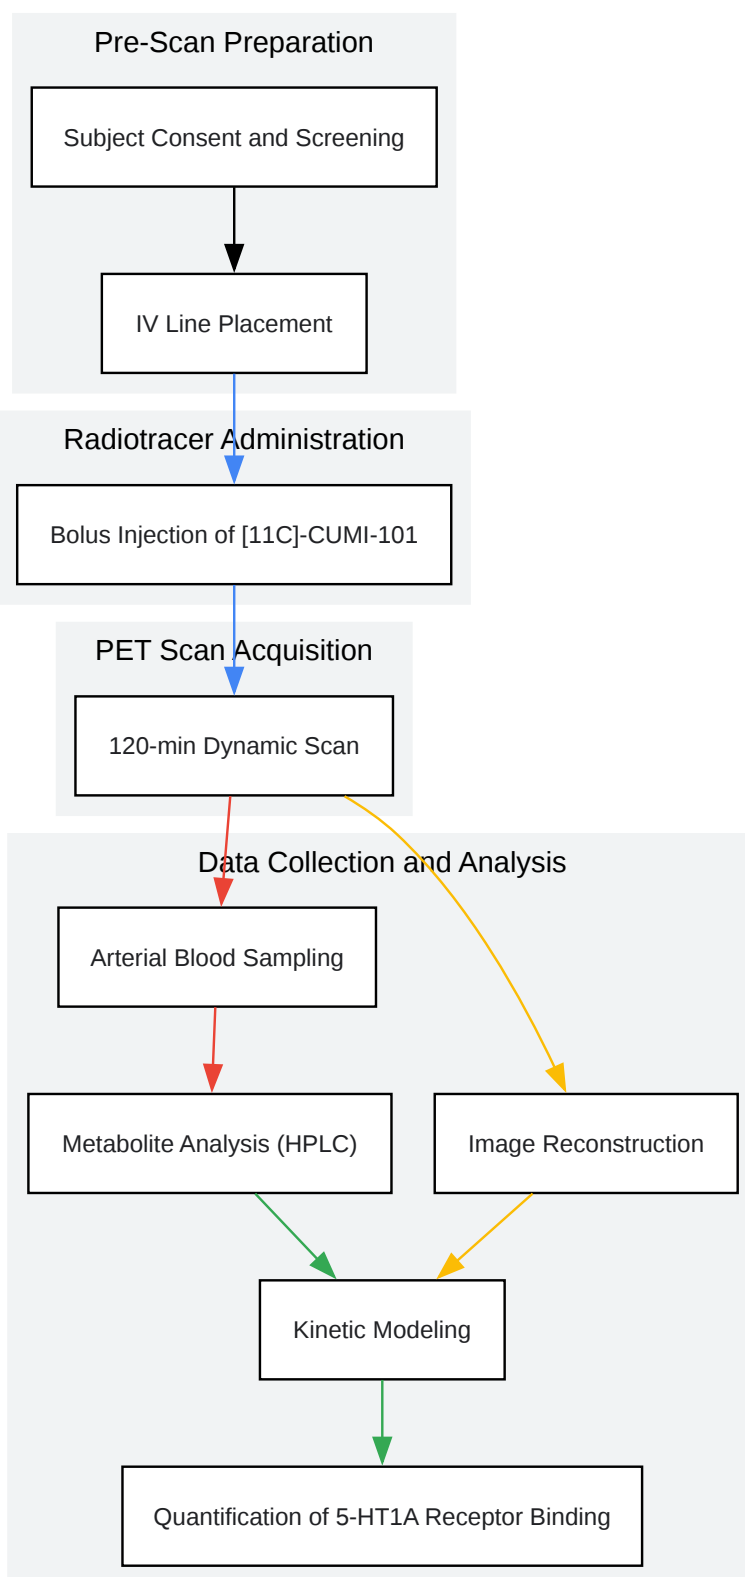 Pre-Scan Preparation
Subject Consent and Screening
IV Line Placement
Radiotracer Administration
Bolus Injection of [11C]-CUMI-101
PET Scan Acquisition
120-min Dynamic Scan
Data Collection and Analysis
Arterial Blood Sampling
Metabolite Analysis (HPLC)
Image Reconstruction
Kinetic Modeling
Quantification of 5-HT1A Receptor Binding